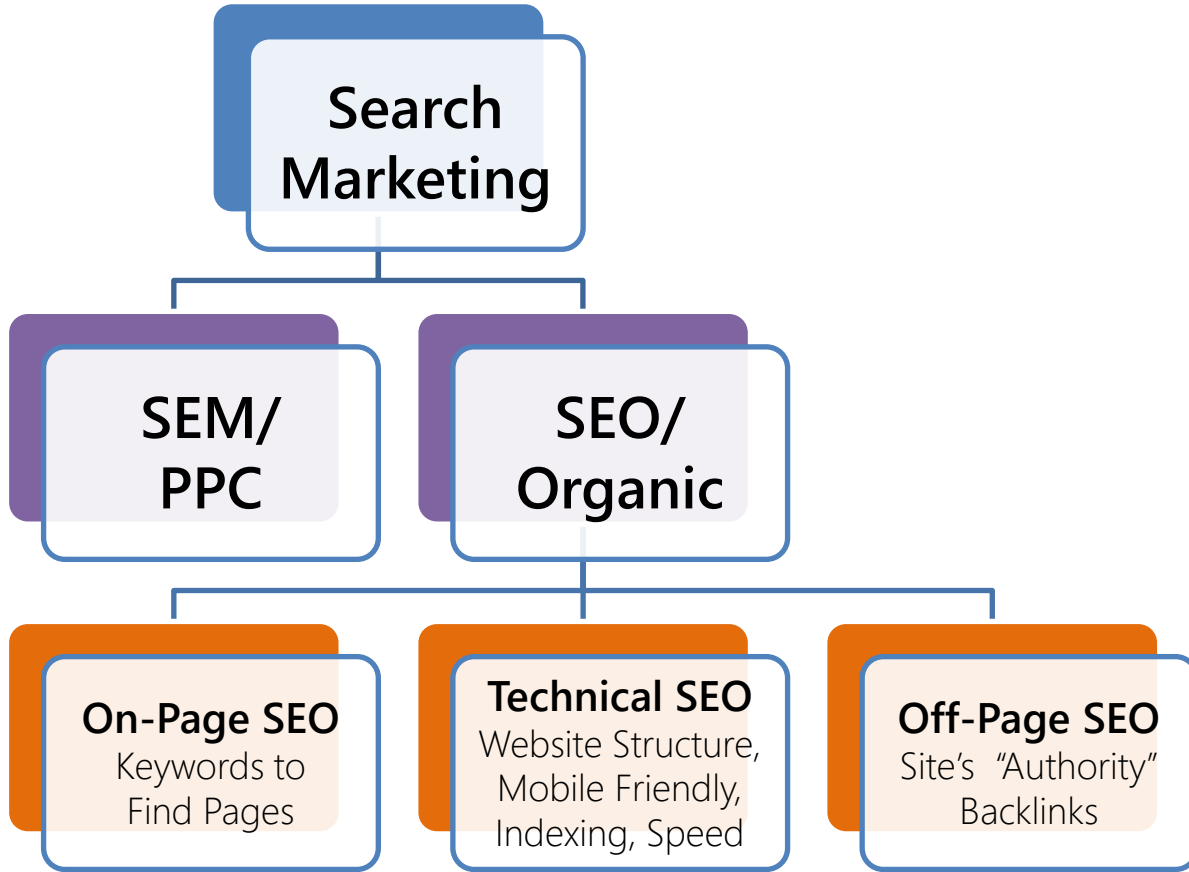 Search
Marketing
SEM/
PPC
SEO/
Organic
On-Page SEO
Keywords to
Find Pages
Technical SEO
Website Structure,
Mobile Friendly,
Indexing, Speed
Off-Page SEO
Site's  “Authority”
Backlinks